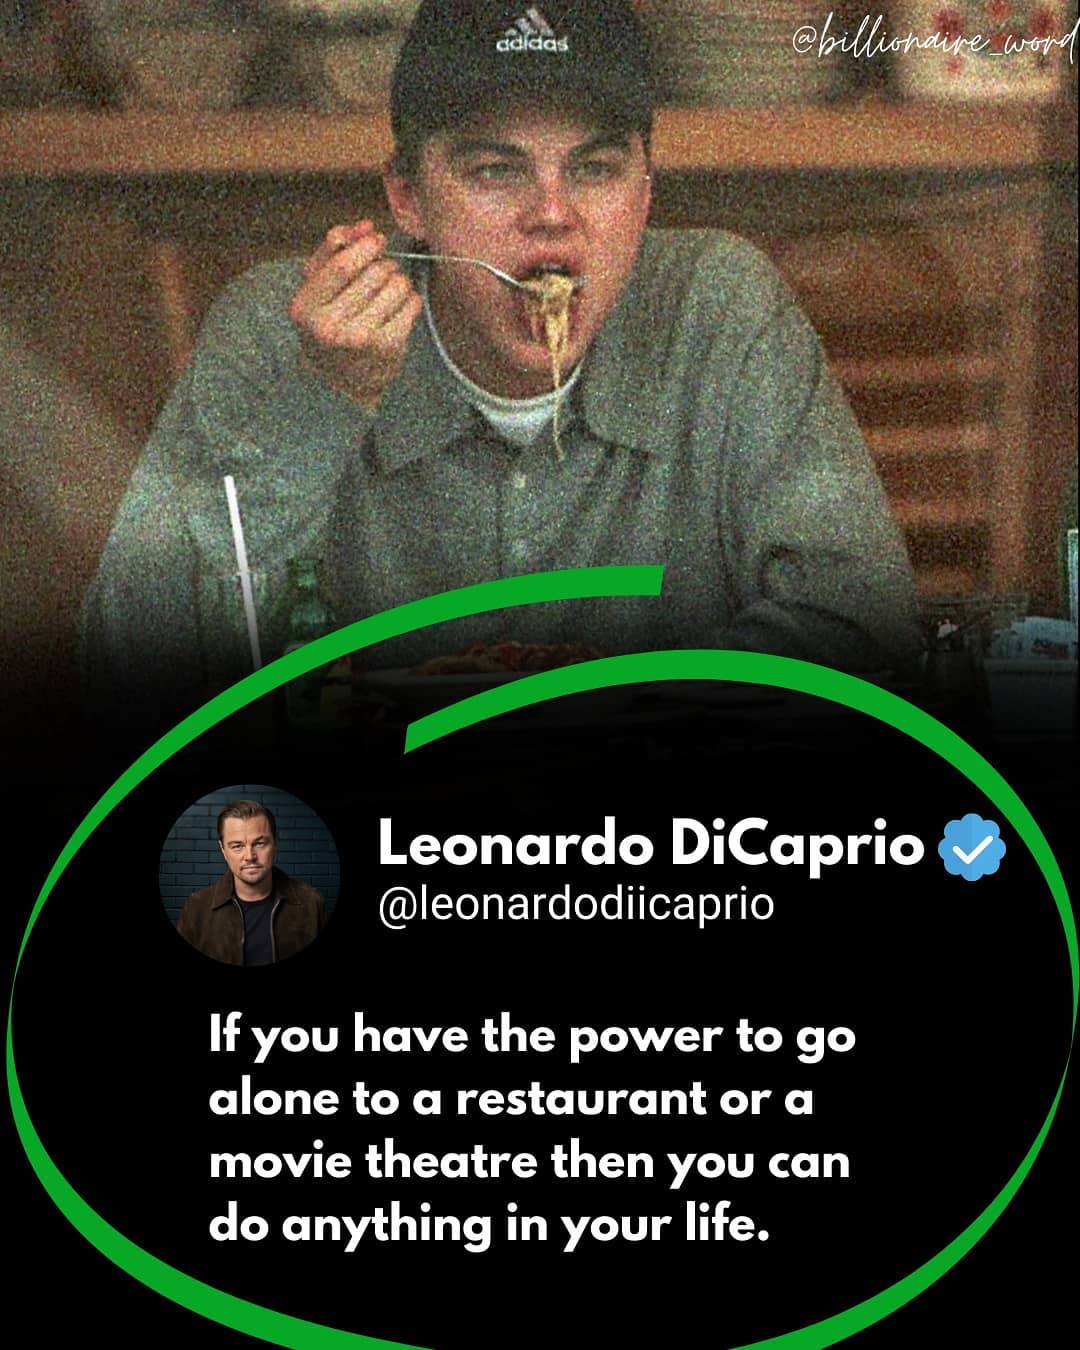 adidas
@billionaire_word
Leonardo DiCaprio
@leonardodiicaprio
If you have the power to go
alone to a restaurant or a
movie theatre then you can
do anything in your life.